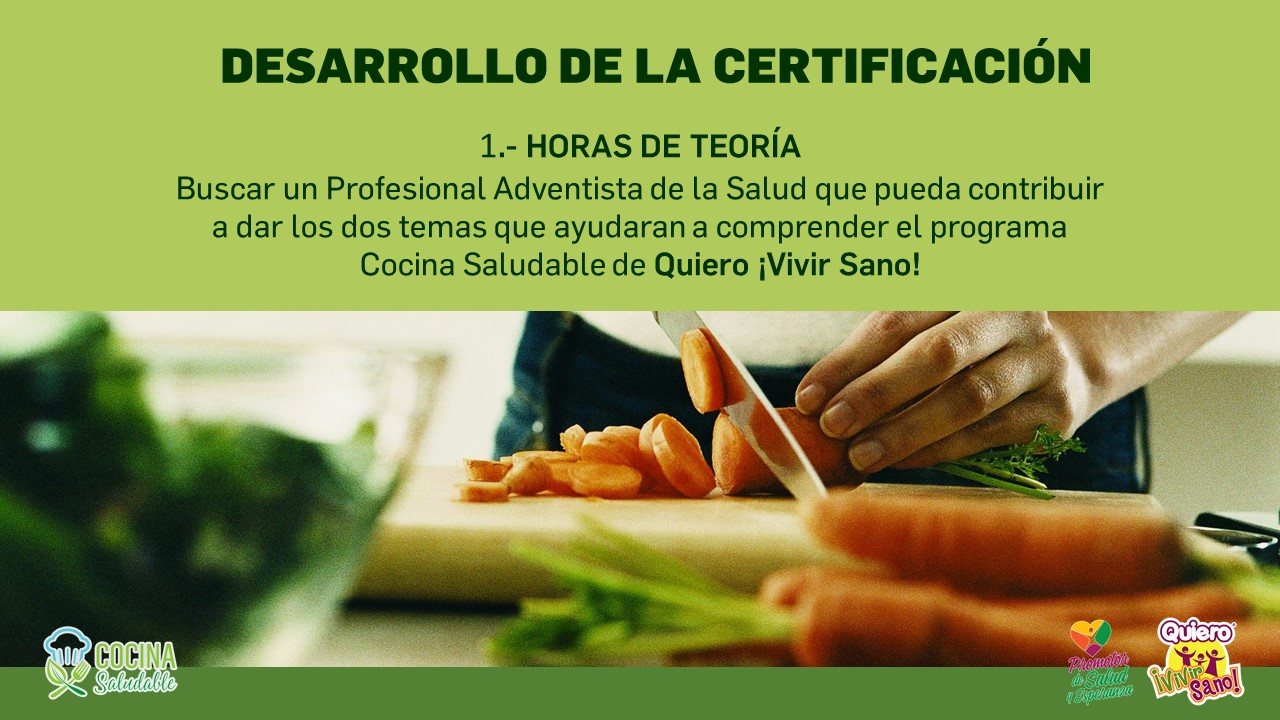 DESARROLLO DE LA CERTIFICACIÓN
1.- HORAS DE TEORÍA
Buscar un Profesional Adventista de la Salud que pueda contribuir
a dar los dos temas que ayudaran a comprender el programa
Cocina Saludable de Quiero ¡Vivir Sano!
COCINA
Saludable
Promotor
de Salud
y Esperanza
Quiero
¡Vivir
Sano!